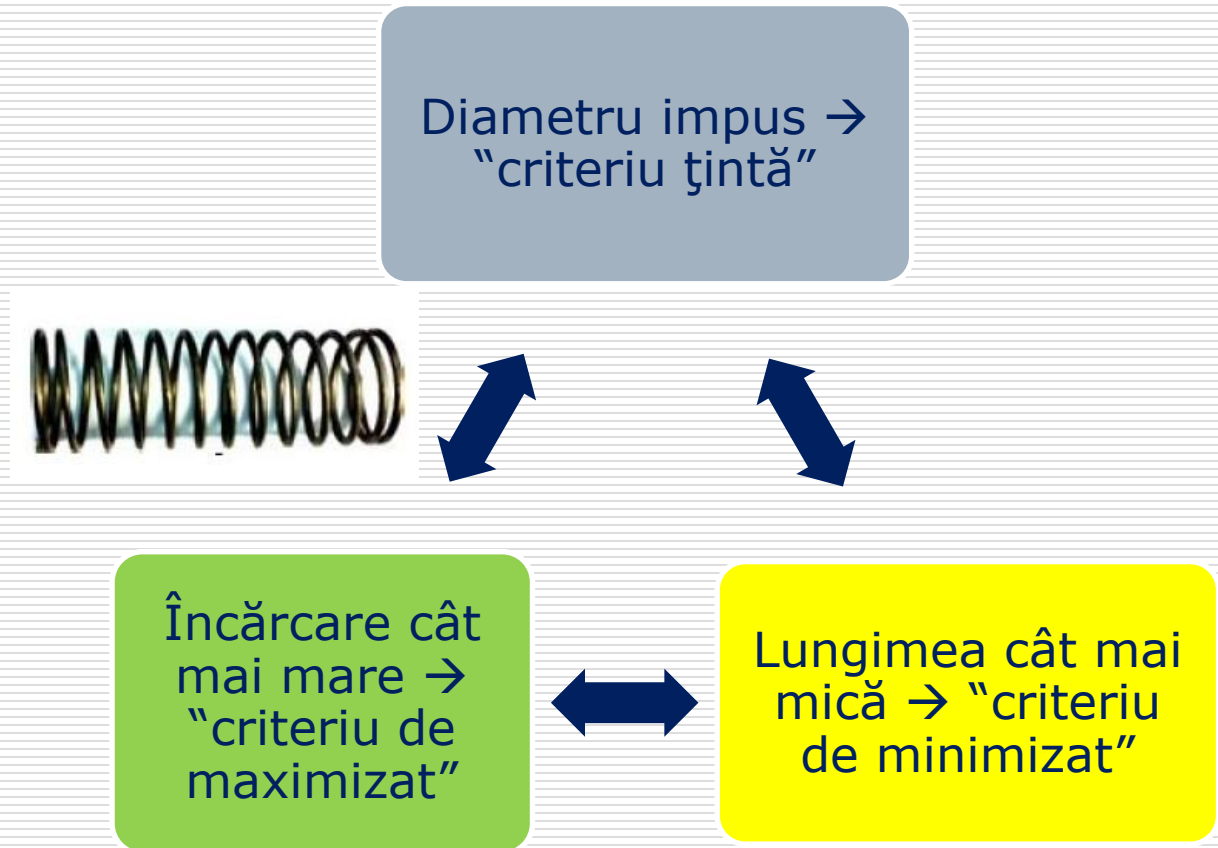 Diametru impus →
“criteriu ţintă”
Încărcare cât
mai mare →
“criteriu de
maximizat”
Lungimea cât mai
mică → “criteriu
de minimizat”